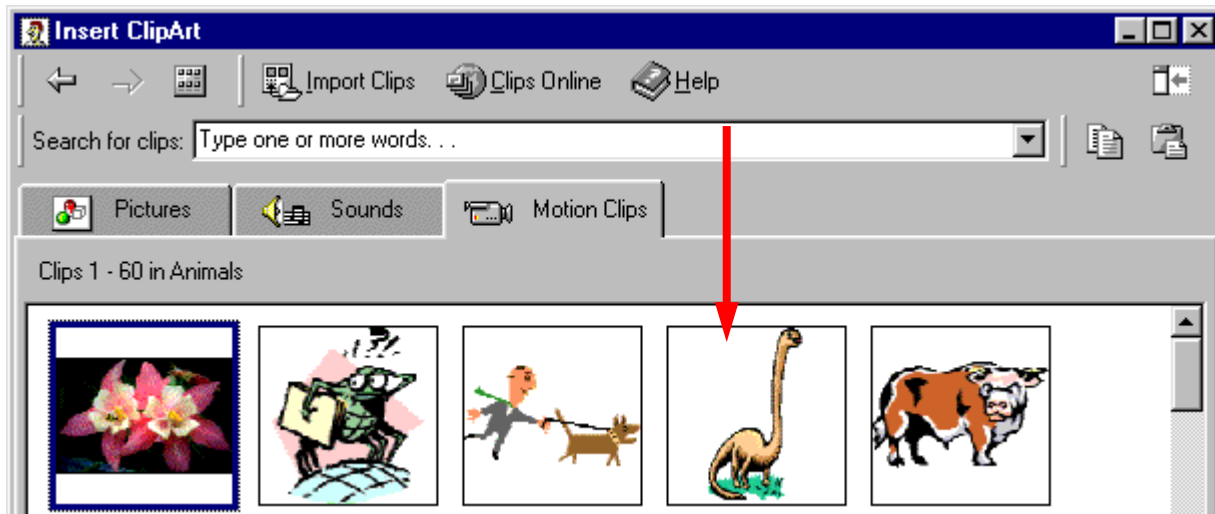 Insert ClipArt
Import Clips Clips Online Help
Search for clips: Type one or more words. . .
Pictures Sounds Motion Clips
Clips 1 - 60 in Animals
?!?